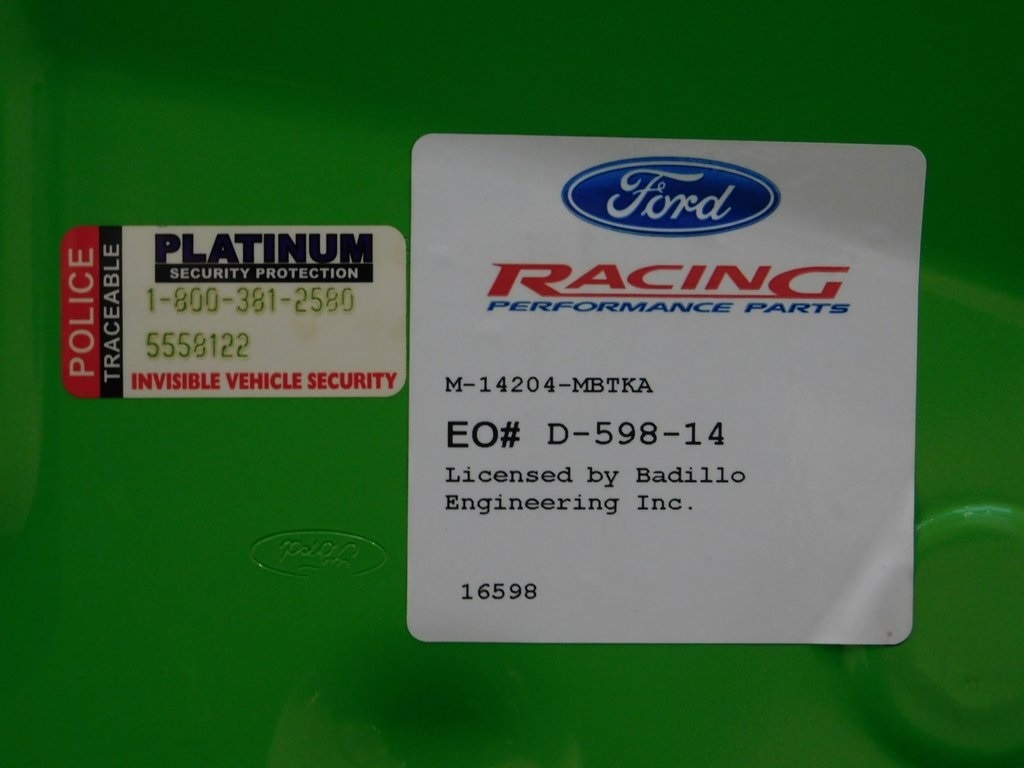 POLICE
TRACEABLE
PLATINUM
SECURITY PROTECTION
1-800-381-2580
5558122
INVISIBLE VEHICLE SECURITY
Ford
RACING
PERFORMANCE PARTS
M-14204-MBTKA
EO# D-598-14
Licensed by Badillo
Engineering Inc.
16598
Ford